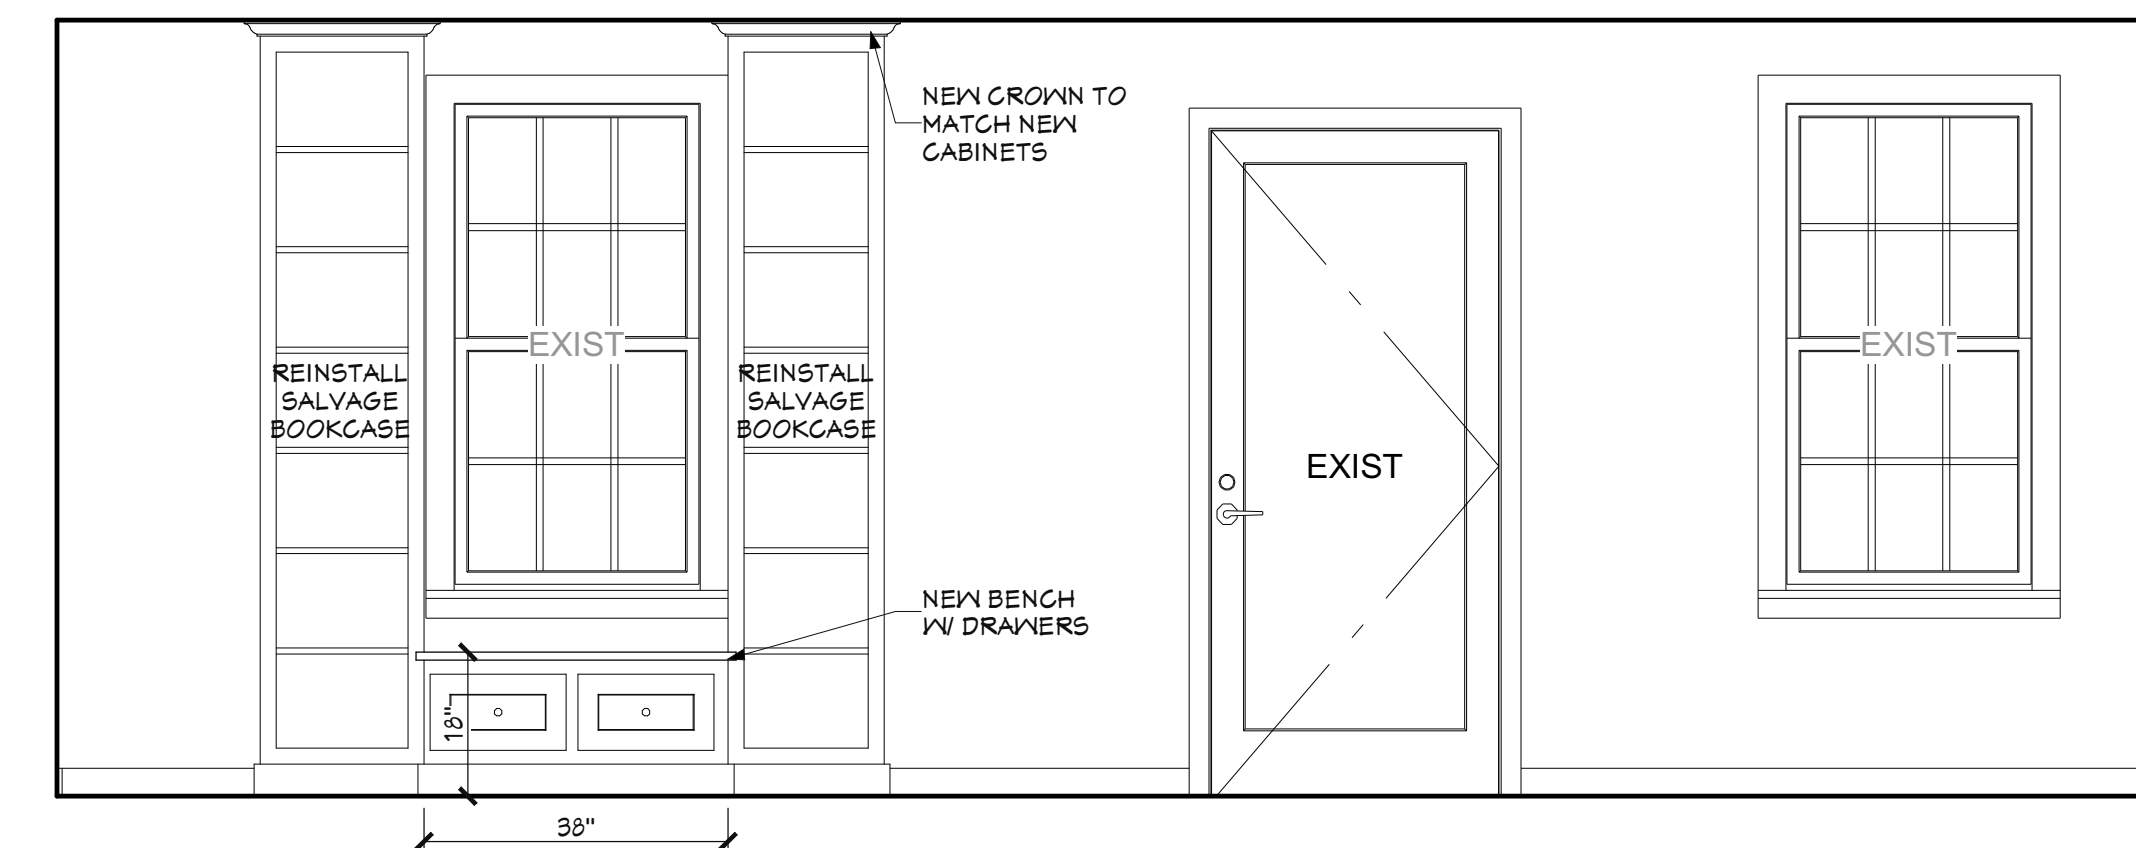 NEW CROWN TO
MATCH NEW
CABINETS
EXIST
EXIST
REINSTALL
SALVAGE
BOOKCASE
REINSTALL
SALVAGE
BOOKCASE
EXIST
NEW BENCH
W/ DRAWERS
18"
38"